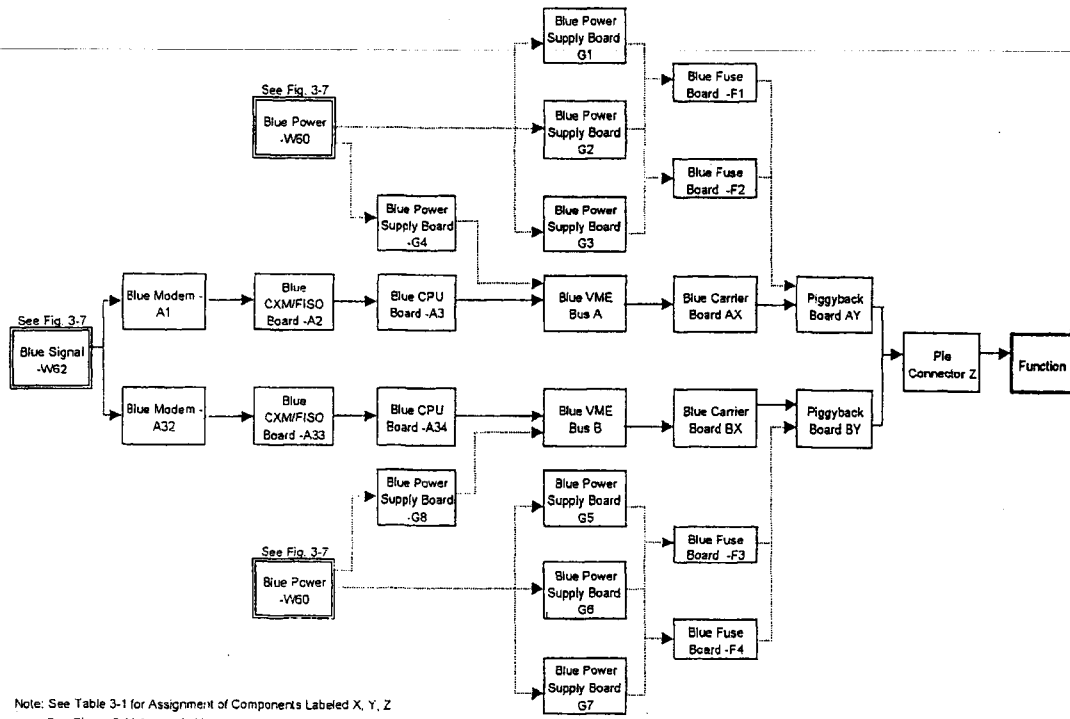 Blue Power
Supply Board
G1
Blue Fuse
Board -F1
See Fig. 3-7
Blue Power
-W60
Blue Power
Supply Board
G2
Blue Fuse
Board -F2
Blue Power
Supply Board
-G4
Blue Power
Supply Board
G3
Blue Modem -
A1
Blue
CXM/FISO
Board -A2
Blue CPU
Board -A3
Blue VME
Bus A
Blue Carrier
Board AX
Piggyback
Board AY
See Fig. 3-7
Blue Signal
-W62
Pie
Connector Z
Function
Blue Modem -
A32
Blue
CXM/FISO
Board -A33
Blue CPU
Board -A34
Blue VME
Bus B
Blue Carrier
Board BX
Piggyback
Board BY
Blue Power
Supply Board
-G8
Blue Power
Supply Board
G5
Blue Fuse
Board -F3
See Fig. 3-7
Blue Power
-W60
Blue Power
Supply Board
G6
Blue Fuse
Board -F4
Blue Power
Supply Board
G7
Note: See Table 3-1 for Assignment of Components Labeled X, Y, Z